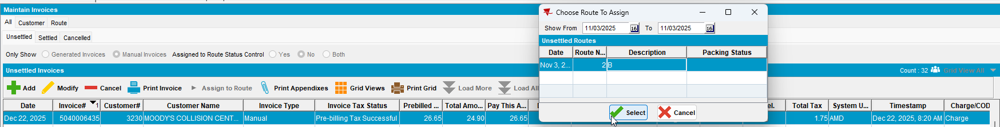 Maintain Invoices
All Customer Route
Unsettled Settled Cancelled
Only Show Generated Invoices Manual Invoices Assigned to Route Status Control Yes No Both
Unsettled Invoices Count : 32 Grid View All
Add Modify Cancel Print Invoice Assign to Route Print Appendixes Grid Views Print Grid Load More Load All
Date Invoice# 1 Customer# Customer Name Invoice Type Invoice Tax Status Prebilled ... Total Amo... Pay This A... el. Total Tax System U... Timestamp Charge/COD
Dec 22, 2025 5040006435 3230 MOODY'S COLLISION CENT... Manual Pre-billing Tax Successful 26.65 24.90 26.65 1.75 AMD Dec 22, 2025, 8:20 AM Charge
Choose Route To Assign
Show From 11/03/2025 16 To 11/03/2025 16
Unsettled Routes
Date Route N... Description Packing Status
Nov 3, 2... 2 B
Select Cancel